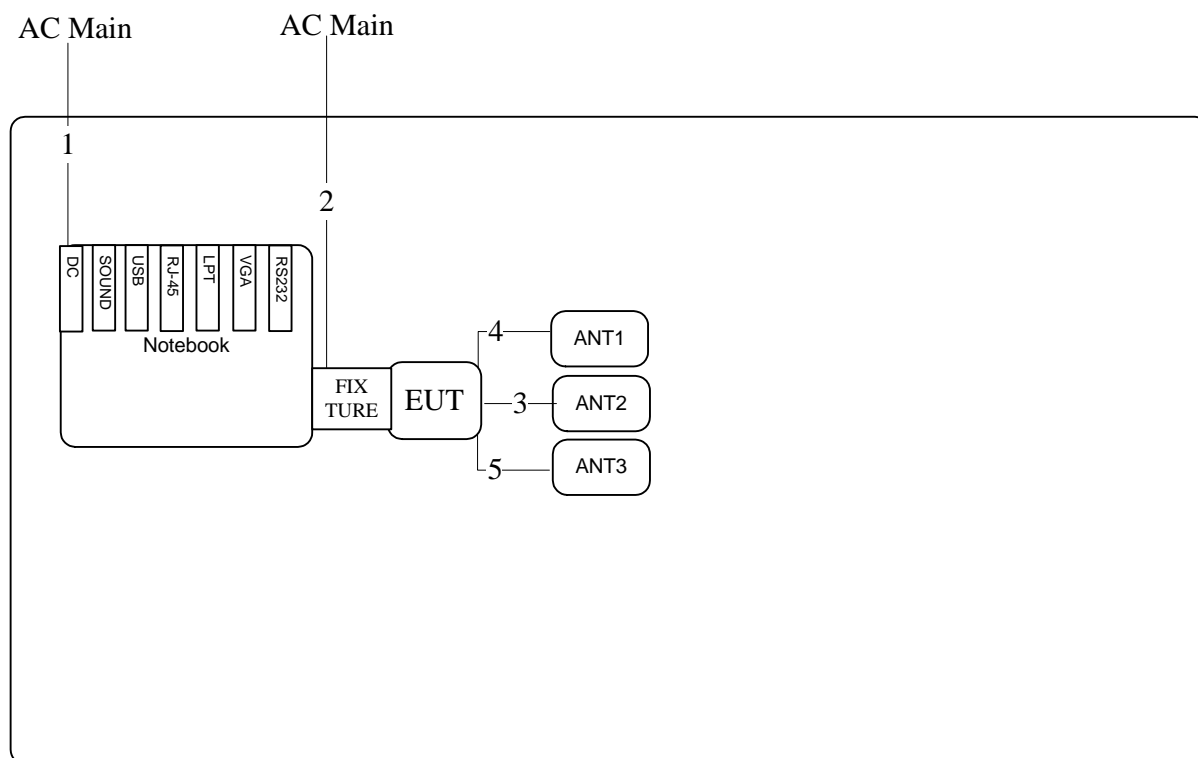 AC Main
AC Main
1
2
DC
SOUND
USB
RJ-45
LPT
VGA
RS232
Notebook
FIX
TURE
EUT
4
ANT1
3
ANT2
5
ANT3